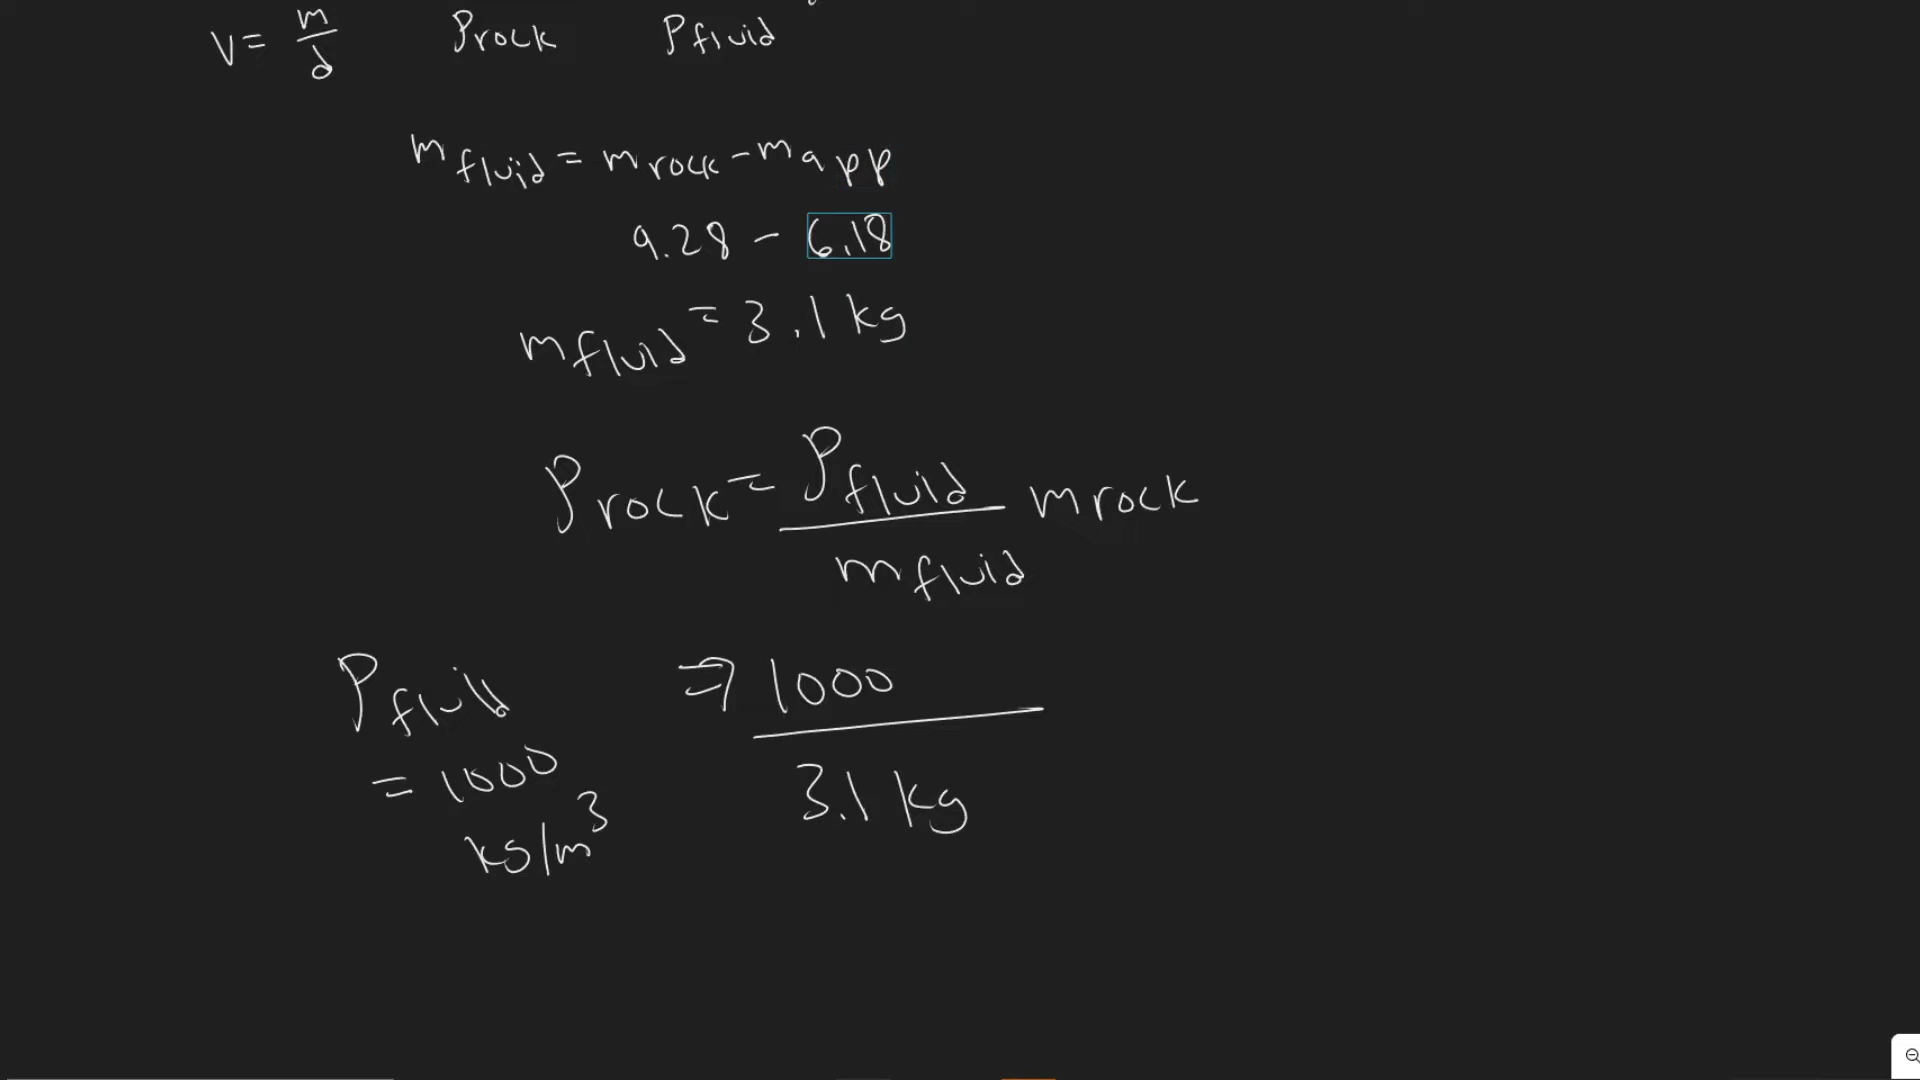 V = m/d ρrock ρfluid
mfluid = mrock - mapp
9.28 - 6.18
mfluid = 3.1 kg
ρrock = ρfluid/mfluid mrock
ρfluid ⇒ 1000
= 1000
3.1 kg
kg/m³